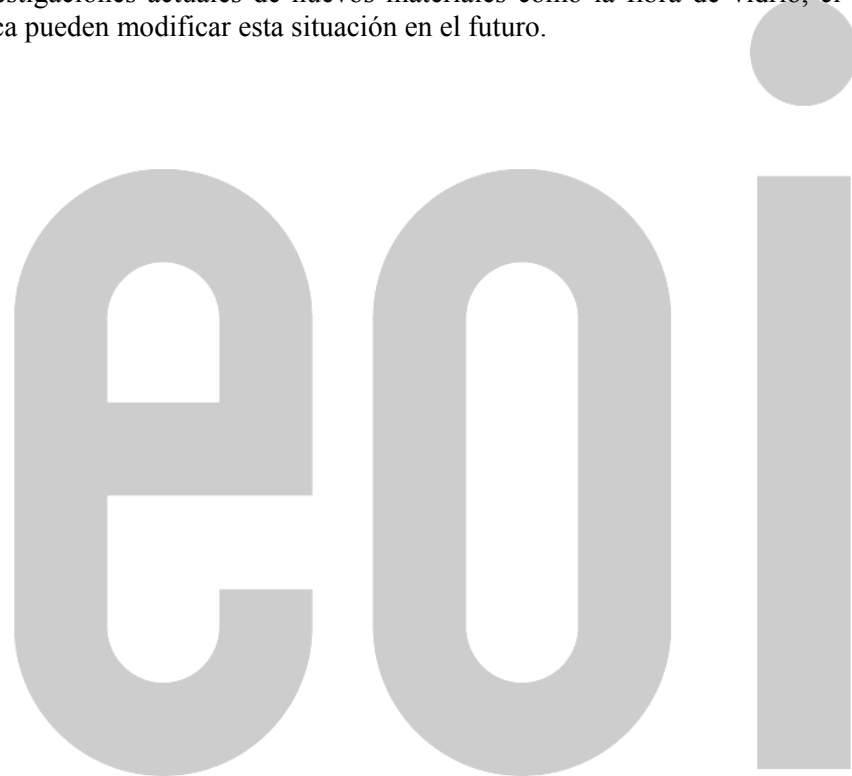 estigaciones actuales de nuevos materiales como la fibra de vidrio, el
ca pueden modificar esta situación en el futuro.
eoi